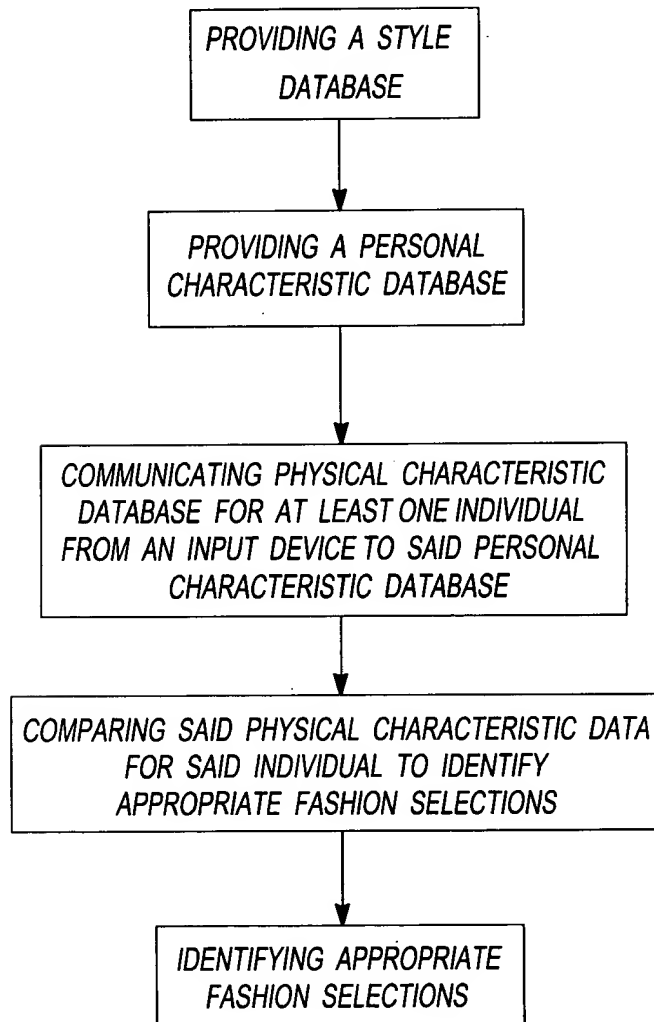 PROVIDING A STYLE
DATABASE
PROVIDING A PERSONAL
CHARACTERISTIC DATABASE
COMMUNICATING PHYSICAL CHARACTERISTIC
DATABASE FOR AT LEAST ONE INDIVIDUAL
FROM AN INPUT DEVICE TO SAID PERSONAL
CHARACTERISTIC DATABASE
COMPARING SAID PHYSICAL CHARACTERISTIC DATA
FOR SAID INDIVIDUAL TO IDENTIFY
APPROPRIATE FASHION SELECTIONS
IDENTIFYING APPROPRIATE
FASHION SELECTIONS